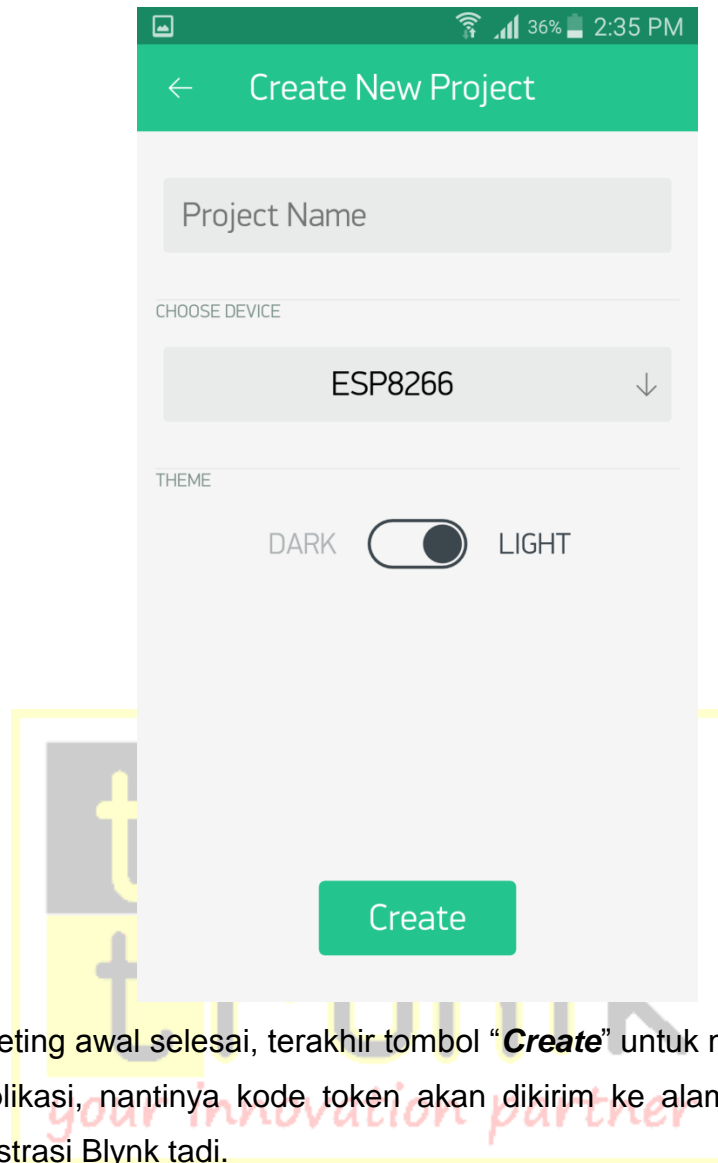 36% 2:35 PM
Create New Project
Project Name
CHOOSE DEVICE
ESP8266
THEME
DARK LIGHT
Create
eting awal selesai, terakhir tombol “Create” untuk
likasi, nantinya kode token akan dikirim ke alam
your innovation partner
strasi Blynk tadi.